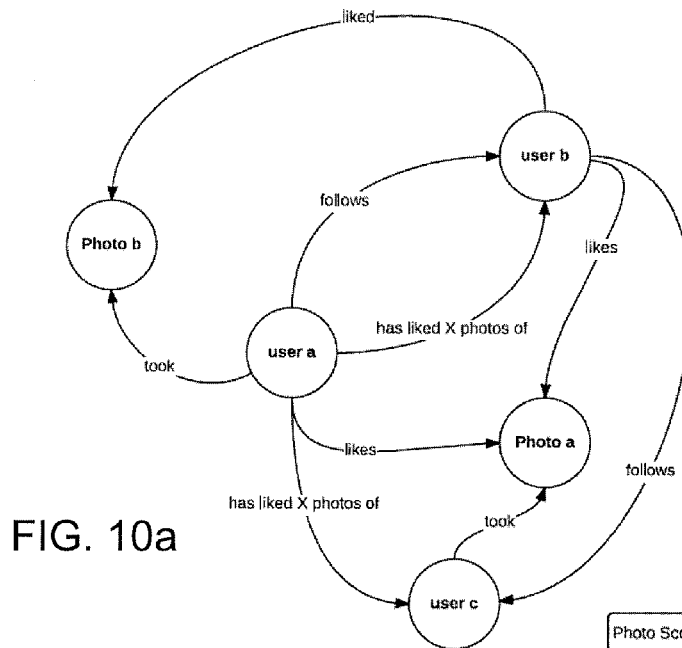 liked
user b
follows
Photo b
likes
has liked X photos of
user a
took
Photo a
likes
follows
has liked X photos of
took
FIG. 10a
user c
Photo